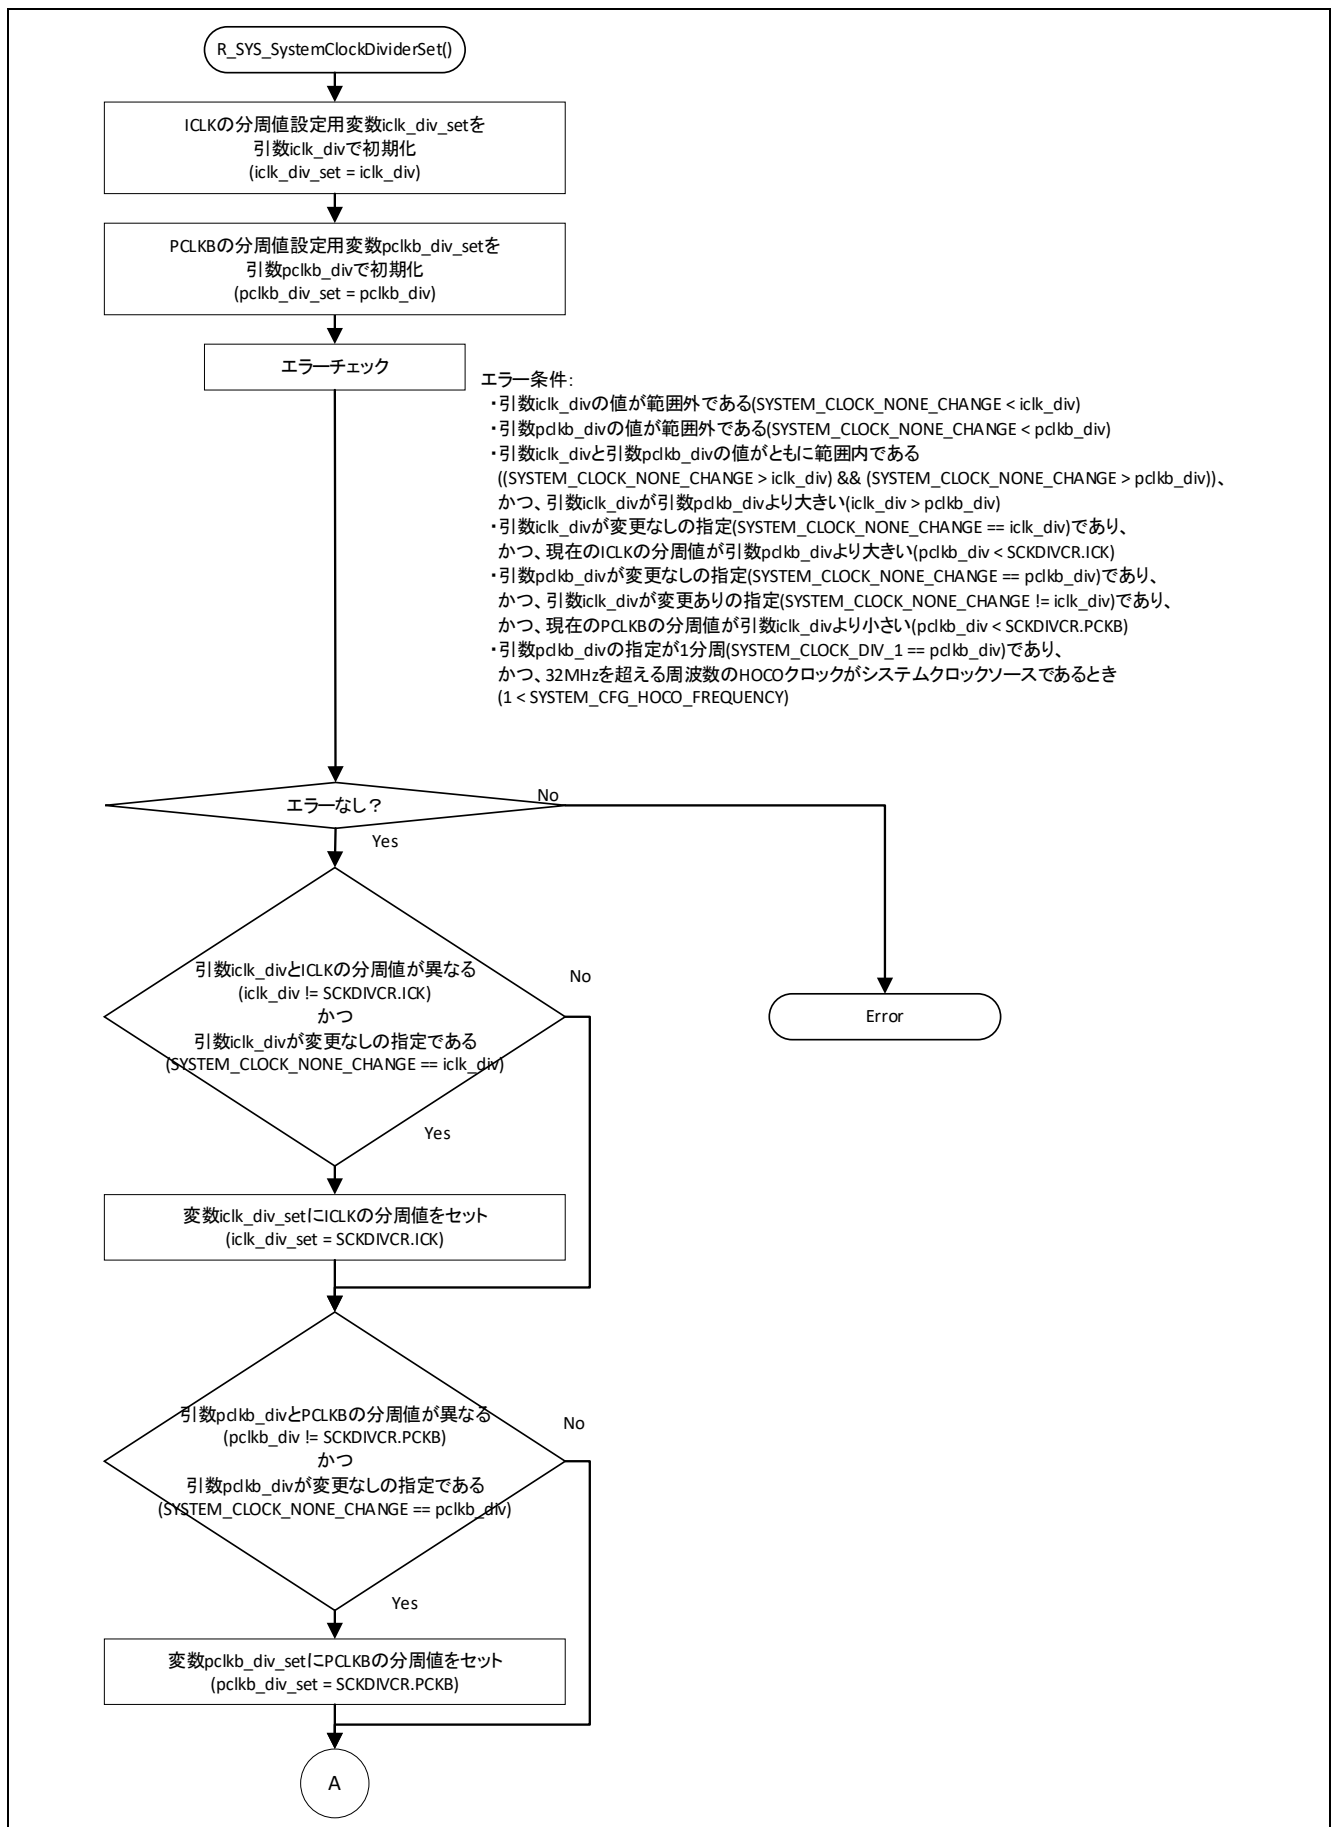 R_SYS_SystemClockDividerSet()
ICLKの分周値設定用変数iclk_div_setを
引数iclk_divで初期化
(iclk_div_set = iclk_div)
PCLKBの分周値設定用変数pclkb_div_setを
引数pclkb_divで初期化
(pclkb_div_set = pclkb_div)
エラーチェック
エラー条件:
・引数iclk_divの値が範囲外である(SYSTEM_CLOCK_NONE_CHANGE < iclk_div)
・引数pclkb_divの値が範囲外である(SYSTEM_CLOCK_NONE_CHANGE < pclkb_div)
・引数iclk_divと引数pclkb_divの値がともに範囲内である
((SYSTEM_CLOCK_NONE_CHANGE > iclk_div) && (SYSTEM_CLOCK_NONE_CHANGE > pclkb_div))、
かつ、引数iclk_divが引数pclkb_divより大きい(iclk_div > pclkb_div)
・引数iclk_divが変更なしの指定(SYSTEM_CLOCK_NONE_CHANGE == iclk_div)であり、
かつ、現在のICLKの分周値が引数pclkb_divより大きい(pclkb_div < SCKDIVCR.ICK)
・引数pclkb_divが変更なしの指定(SYSTEM_CLOCK_NONE_CHANGE == pclkb_div)であり、
かつ、引数iclk_divが変更ありの指定(SYSTEM_CLOCK_NONE_CHANGE != iclk_div)であり、
かつ、現在のPCLKBの分周値が引数iclk_divより小さい(pclkb_div < SCKDIVCR.PCKB)
・引数pclkb_divの指定が1分周(SYSTEM_CLOCK_DIV_1 == pclkb_div)であり、
かつ、32MHzを超える周波数のHOCOクロックがシステムクロックソースであるとき
(1 < SYSTEM_CFG_HOCO_FREQUENCY)
エラーなし？
No
Yes
引数iclk_divとICLKの分周値が異なる
(iclk_div != SCKDIVCR.ICK)
かつ
引数iclk_divが変更なしの指定である
(SYSTEM_CLOCK_NONE_CHANGE == iclk_div)
No
Error
Yes
変数iclk_div_setにICLKの分周値をセット
(iclk_div_set = SCKDIVCR.ICK)
引数pclkb_divとPCLKBの分周値が異なる
(pclkb_div != SCKDIVCR.PCKB)
かつ
引数pclkb_divが変更なしの指定である
(SYSTEM_CLOCK_NONE_CHANGE == pclkb_div)
No
Yes
変数pclkb_div_setにPCLKBの分周値をセット
(pclkb_div_set = SCKDIVCR.PCKB)
A